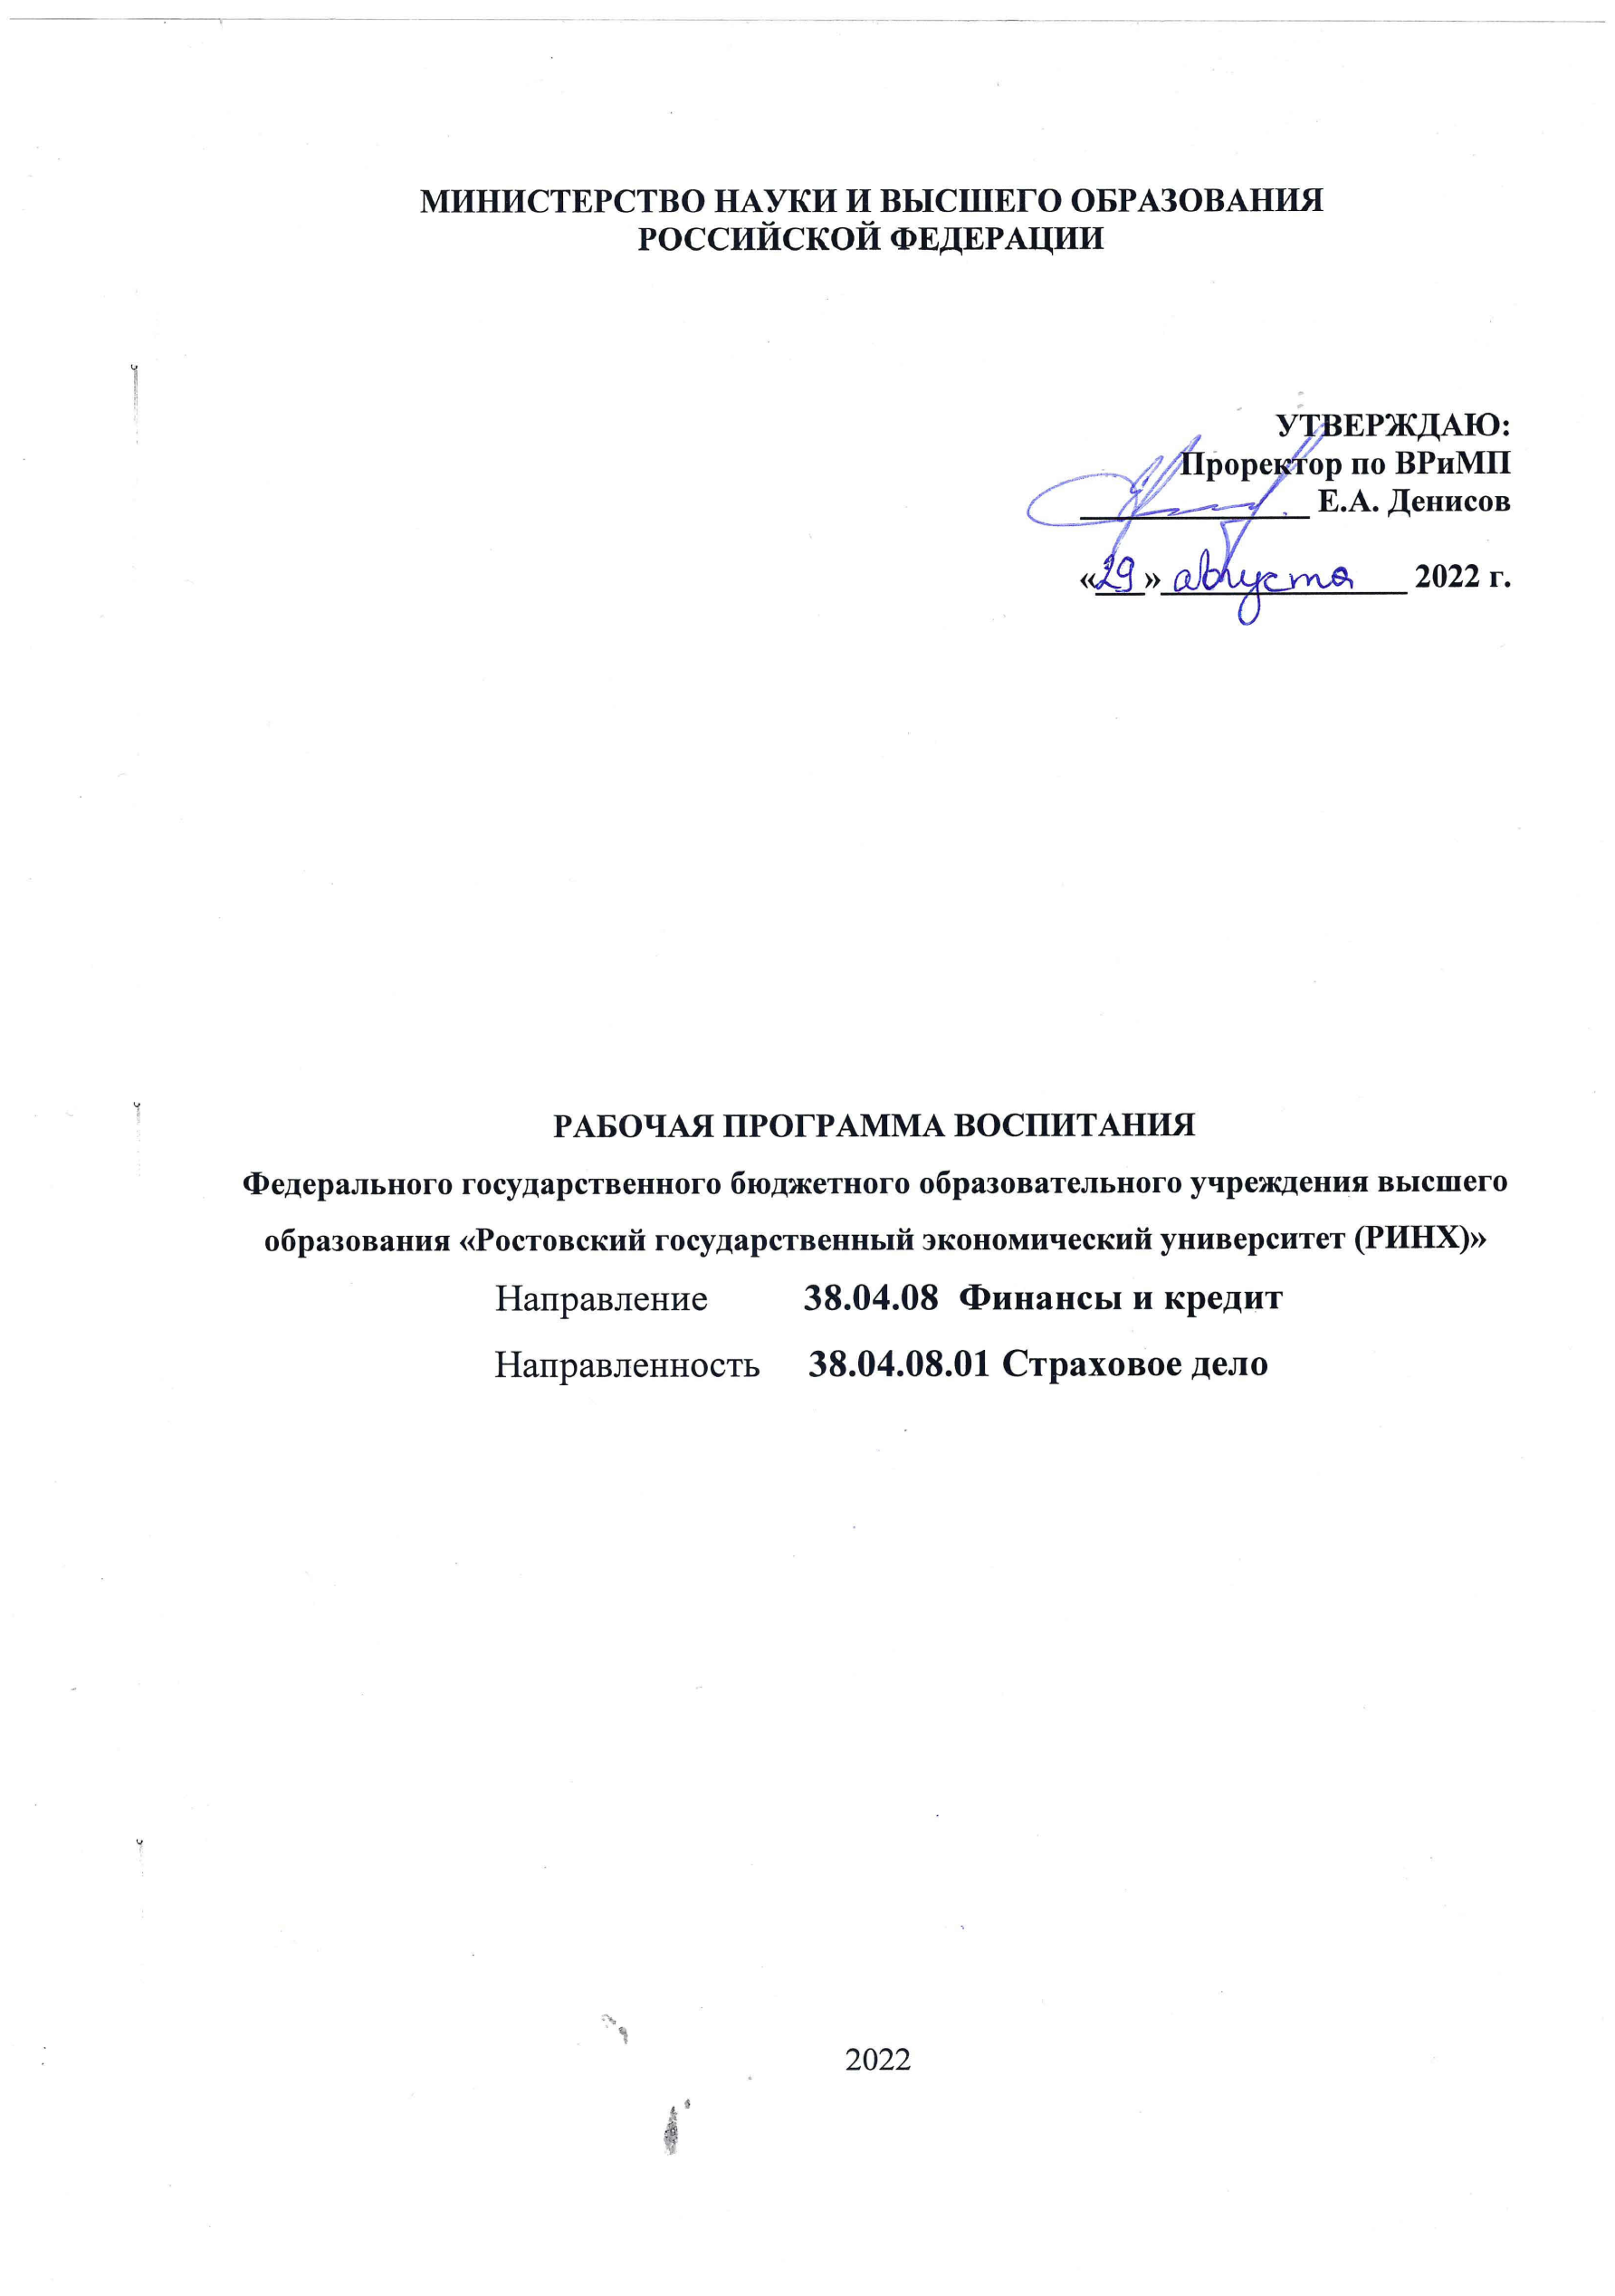 МИНИСТЕРСТВО НАУКИ И ВЫСШЕГО ОБРАЗОВАНИЯ
РОССИЙСКОЙ ФЕДЕРАЦИИ
УТВЕРЖДАЮ:
Проректор по ВРиМП
Е.А. Денисов
«29» августа 2022 г.
РАБОЧАЯ ПРОГРАММА ВОСПИТАНИЯ
Федерального государственного бюджетного образовательного учреждения высшего
образования «Ростовский государственный экономический университет (РИНХ)»
Направление 38.04.08 Финансы и кредит
Направленность 38.04.08.01 Страховое дело
2022